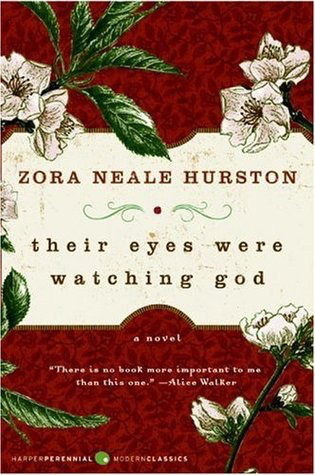 ZORA NEALE HURSTON
their eyes were
watching god
a novel
"There is no book more important to me
than this one." —Alice Walker
HARPERPERENNIAL MODERNCLASSICS